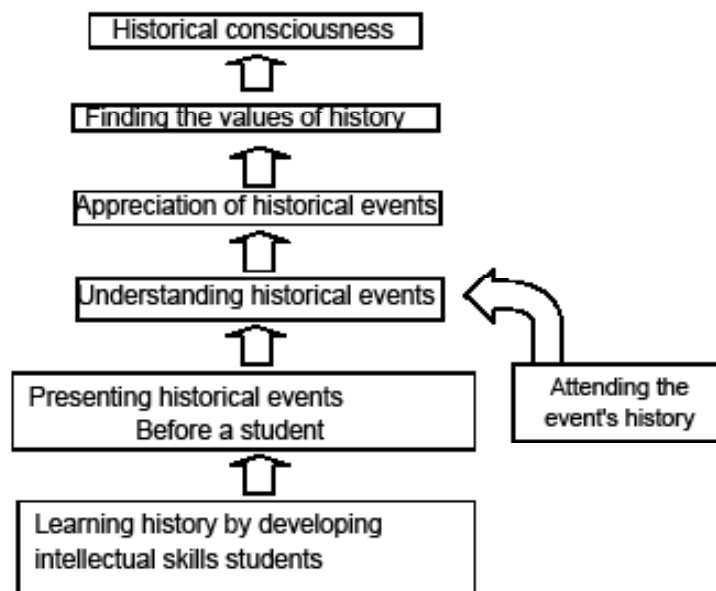 Historical consciousness
Finding the values of history
Appreciation of historical events
Understanding historical events
Presenting historical events
Before a student
Attending the
event's history
Learning history by developing
intellectual skills students